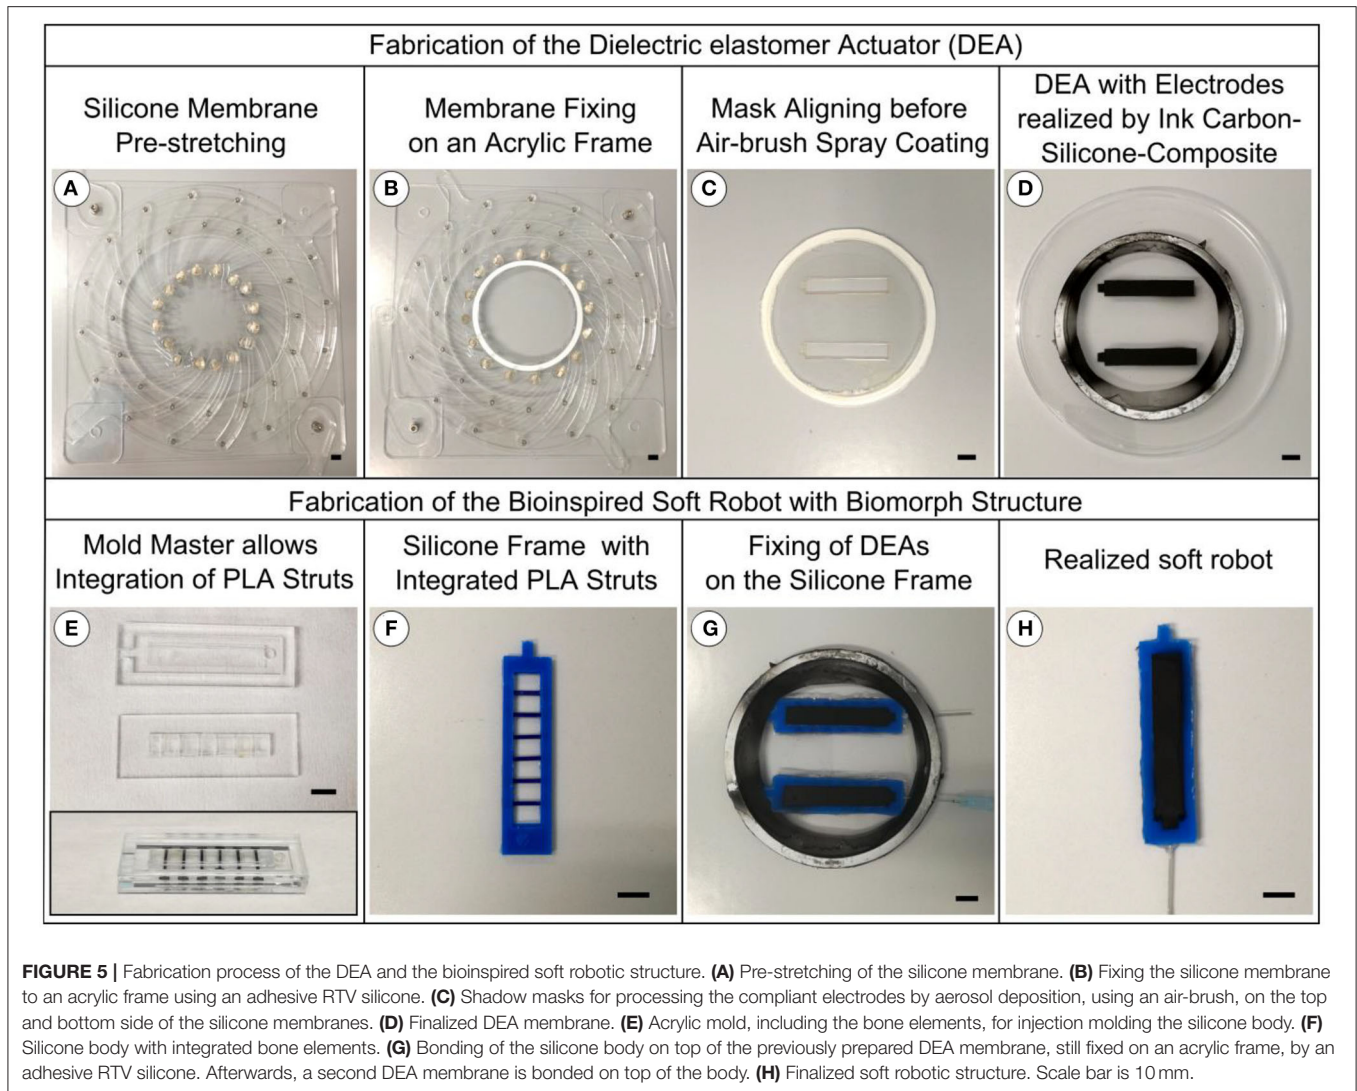 Fabrication of the Dielectric elastomer Actuator (DEA)
Silicone Membrane
Pre-stretching
Membrane Fixing
on an Acrylic Frame
Mask Aligning before
Air-brush Spray Coating
DEA with Electrodes
realized by Ink Carbon-
Silicone-Composite
A
B
C
D
Fabrication of the Bioinspired Soft Robot with Biomorph Structure
Mold Master allows
Integration of PLA Struts
Silicone Frame with
Integrated PLA Struts
Fixing of DEAs
on the Silicone Frame
Realized soft robot
E
F
G
H
FIGURE 5 | Fabrication process of the DEA and the bioinspired soft robotic structure. (A) Pre-stretching of the silicone membrane. (B) Fixing the silicone membrane
to an acrylic frame using an adhesive RTV silicone. (C) Shadow masks for processing the compliant electrodes by aerosol deposition, using an air-brush, on the top
and bottom side of the silicone membranes. (D) Finalized DEA membrane. (E) Acrylic mold, including the bone elements, for injection molding the silicone body. (F)
Silicone body with integrated bone elements. (G) Bonding of the silicone body on top of the previously prepared DEA membrane, still fixed on an acrylic frame, by an
adhesive RTV silicone. Afterwards, a second DEA membrane is bonded on top of the body. (H) Finalized soft robotic structure. Scale bar is 10 mm.